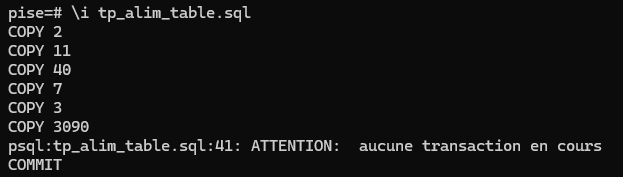 pise=# \i tp_alim_table.sql
COPY 2
COPY 11
COPY 40
COPY 7
COPY 3
COPY 3090
psql:tp_alim_table.sql:41: ATTENTION:  aucune transaction en cours
COMMIT